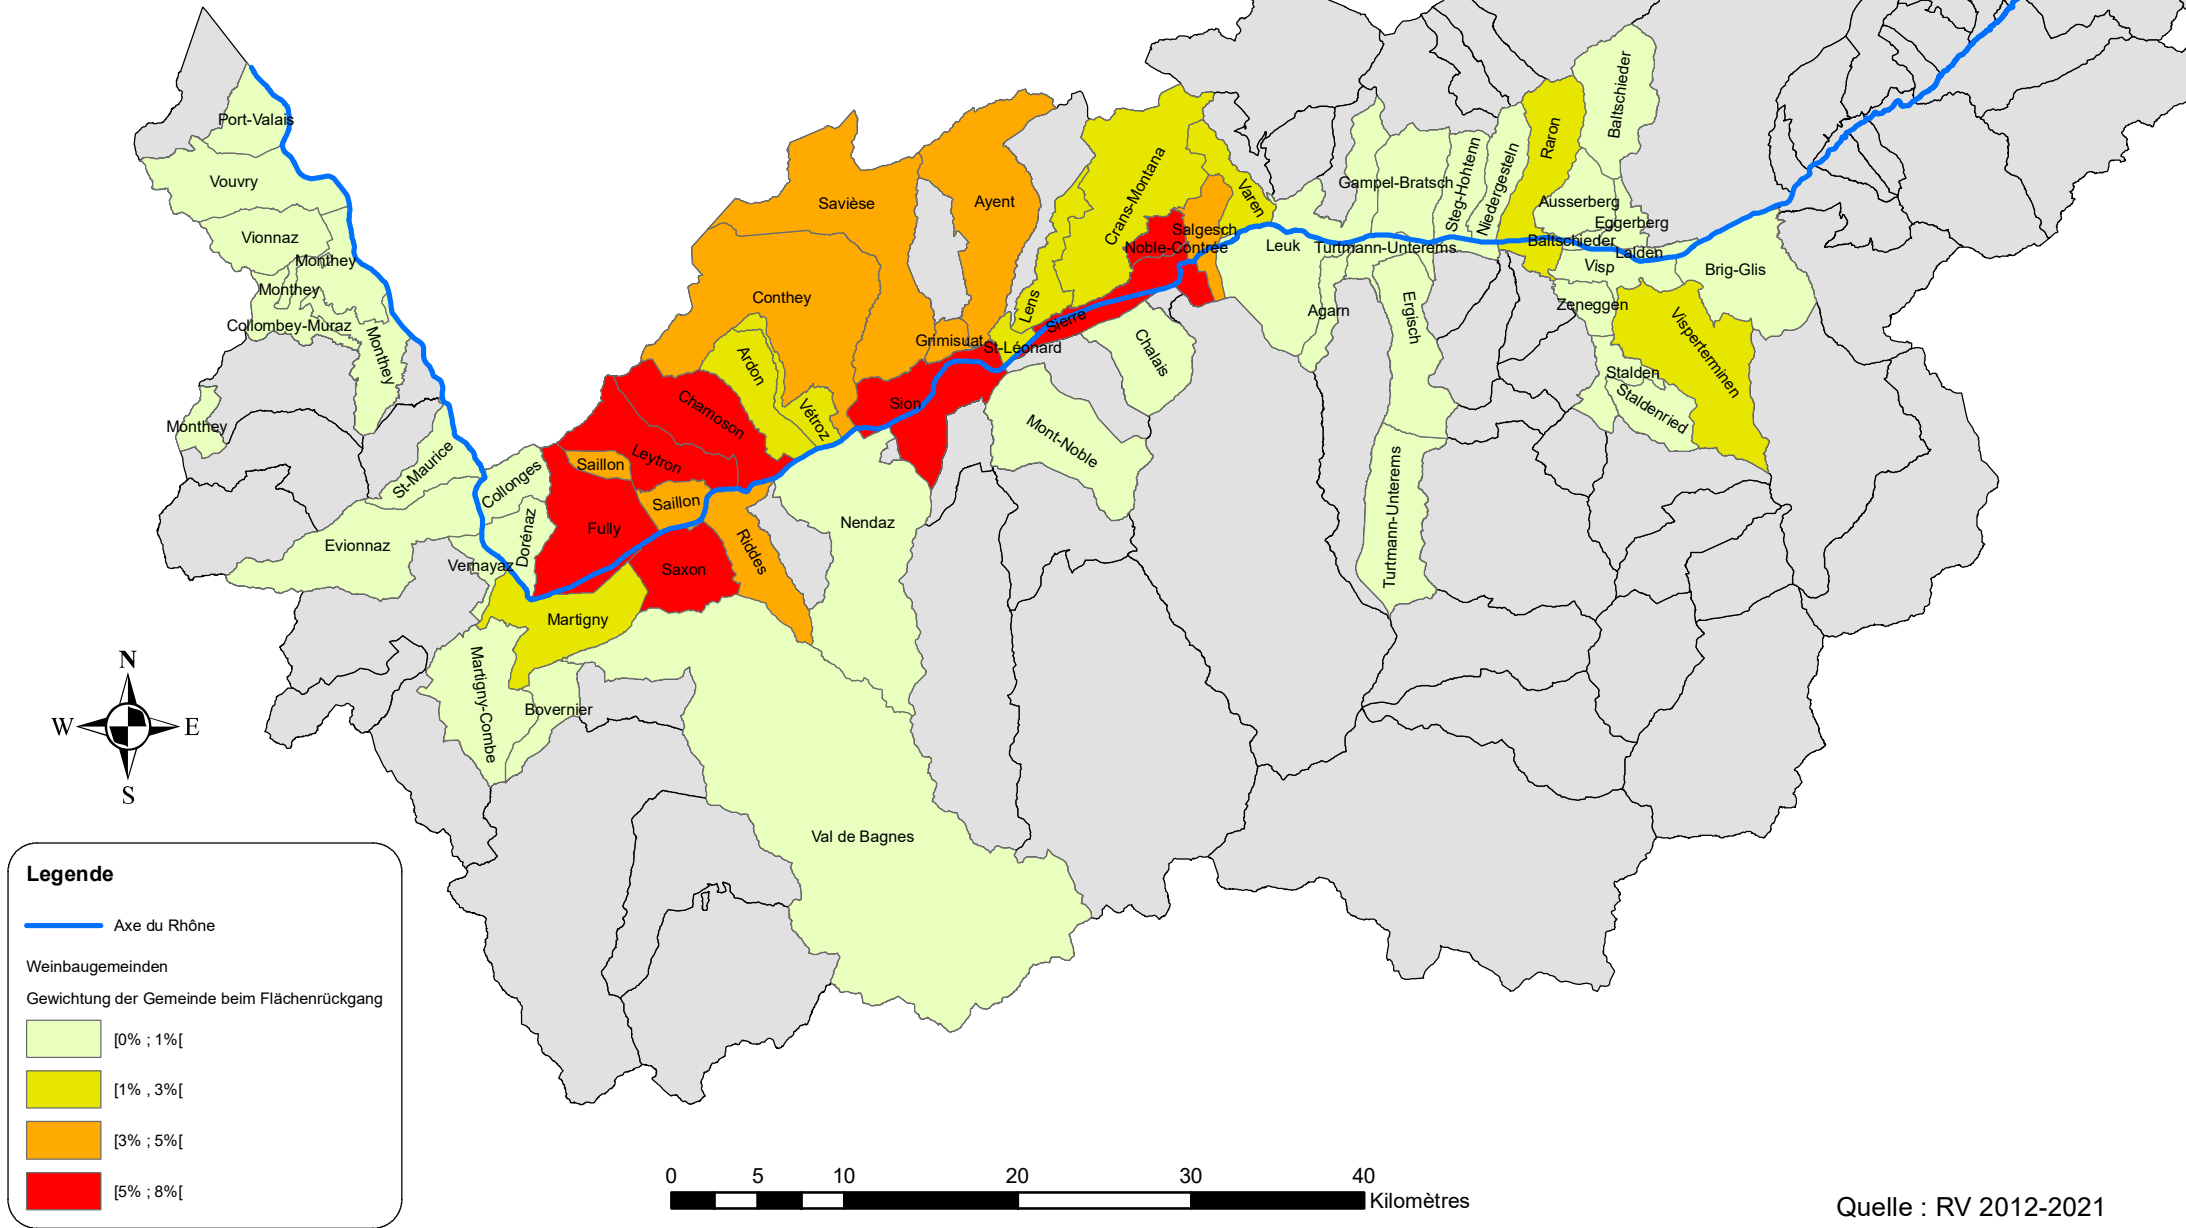 Port-Valais
Vouvry
Vionnaz
Monthey
Monthey
Collombey-Muraz
Monthey
Monthey
St-Maurice
Evionnaz
Collonges
Dorénaz
Vernayaz
Martigny
Martigny-Combe
Bovernier
Fully
Saillon
Saillon
Leytron
Chamoson
Saxon
Riddes
Ardon
Vétroz
Conthey
Savièse
Ayent
Grimisuat
Sion
St-Léonard
Nendaz
Val de Bagnes
Mont-Noble
Lens
Crans-Montana
Sierre
Noble-Contrée
Salgesch
Varen
Chalais
Leuk
Agarn
Gampel-Bratsch
Turtmann-Unterems
Ergisch
Turtmann-Unterems
Steg-Hohtenn
Niedergesteln
Raron
Baltschieder
Ausserberg
Eggerberg
Baltschieder
Lalden
Visp
Brig-Glis
Zeneggen
Visperterminen
Stalden
Staldenried
N
W
E
S
Legende
Axe du Rhône
Weinbaugemeinden
Gewichtung der Gemeinde beim Flächenrückgang
[0% ; 1%[
[1% , 3%[
[3% ; 5%[
[5% ; 8%[
0 5 10 20 30 40
Kilomètres
Quelle : RV 2012-2021